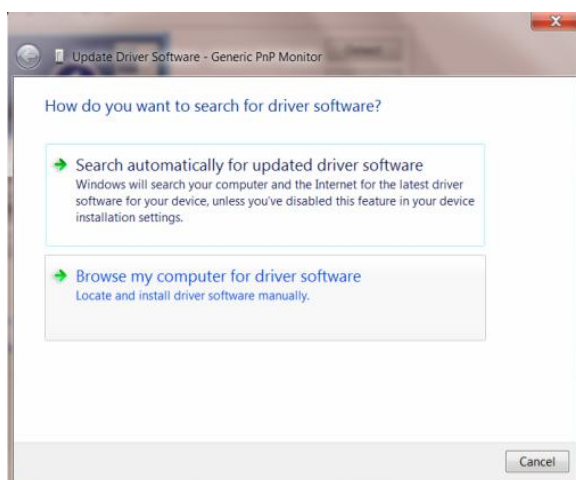 Update Driver Software - Generic PnP Monitor
How do you want to search for driver software?
Search automatically for updated driver software
Windows will search your computer and the Internet for the latest driver
software for your device, unless you've disabled this feature in your device
installation settings.
Browse my computer for driver software
Locate and install driver software manually.
Cancel